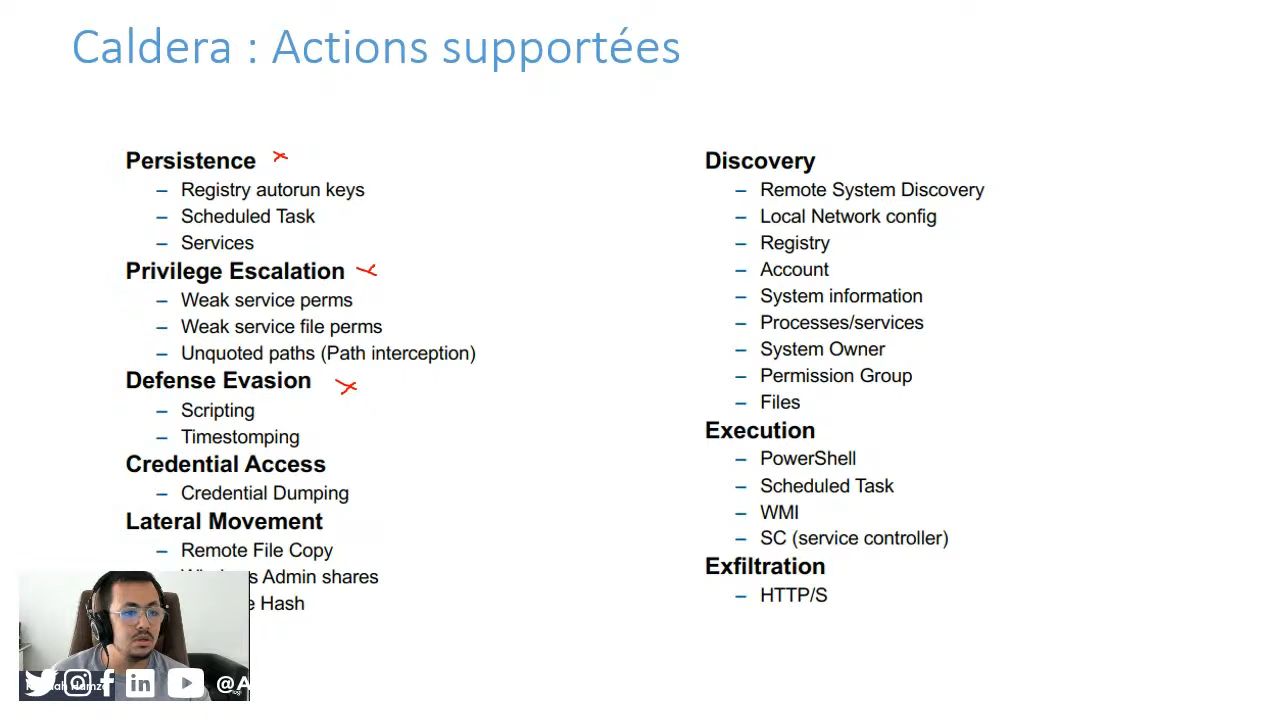 Caldera : Actions supportées
Persistence
– Registry autorun keys
– Scheduled Task
– Services
Privilege Escalation
– Weak service perms
– Weak service file perms
– Unquoted paths (Path interception)
Defense Evasion
– Scripting
– Timestomping
Credential Access
– Credential Dumping
Lateral Movement
– Remote File Copy
Admin shares
Hash
Discovery
– Remote System Discovery
– Local Network config
– Registry
– Account
– System information
– Processes/services
– System Owner
– Permission Group
– Files
Execution
– PowerShell
– Scheduled Task
– WMI
– SC (service controller)
Exfiltration
– HTTP/S
@A